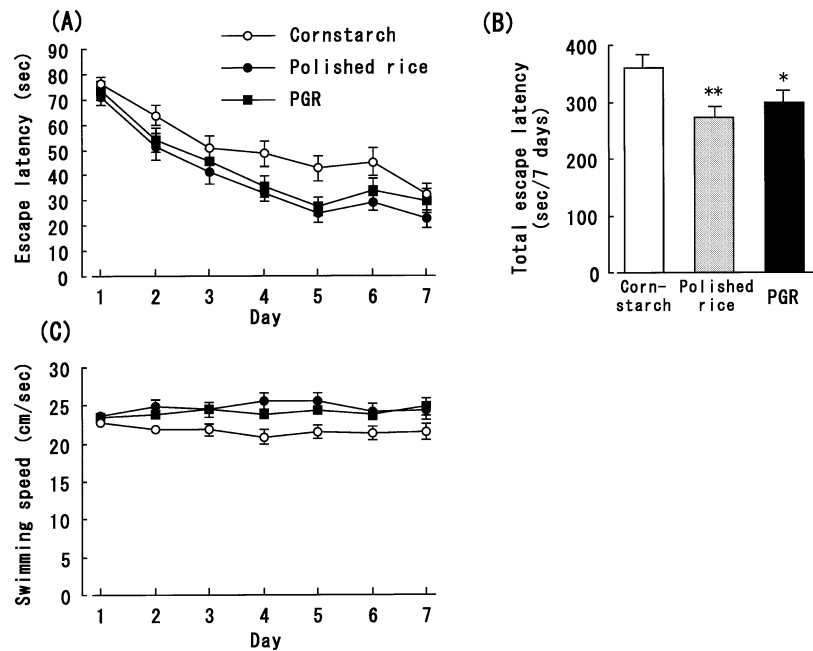 (A)
Cornstarch
Polished rice
PGR
Escape latency (sec)
90
80
70
60
50
40
30
20
10
0
1 2 3 4 5 6 7
Day
(B)
Total escape latency
(sec/7 days)
400
300
200
100
0
**
*
Corn-
starch
Polished
rice
PGR
(C)
Swimming speed (cm/sec)
30
25
20
15
10
5
0
1 2 3 4 5 6 7
Day